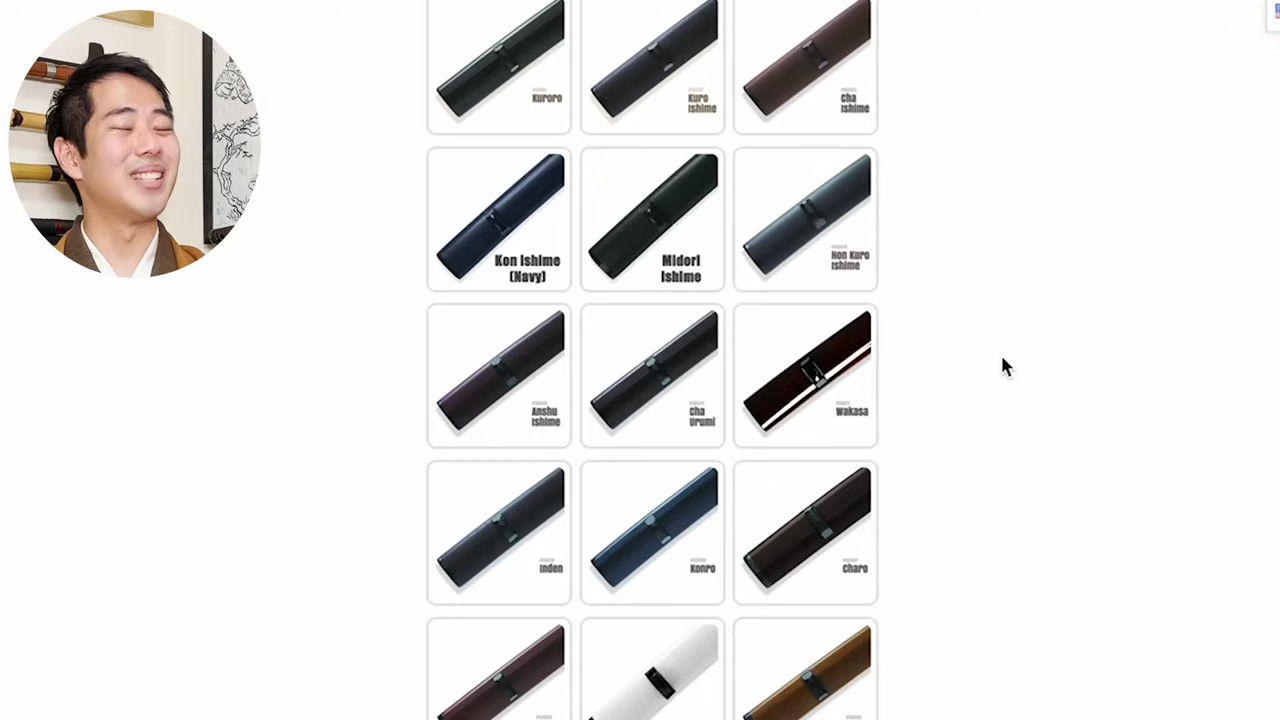 Kuroro
Kuro
Ishime
Cha
Ishime
Kon Ishime
(Navy)
Midori
Ishime
Hon Kuro
Ishime
Anshu
Ishime
Cha
Urumi
Wakasa
Inden
Konro
Charo